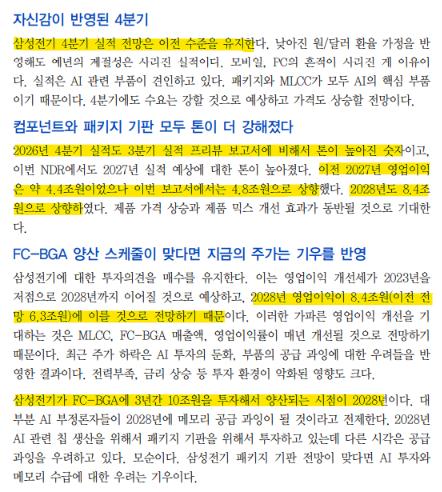 자신감이 반영된 4분기
삼성전기 4분기 실적 전망은 이전 수준을 유지한다. 낮아진 원/달러 환율 가정을 반
영해도 예년의 계절성은 사라진 실적이다. 모바일, PC의 흔적이 사라진 게 이유이
다. 실적은 AI 관련 부품이 견인하고 있다. 패키지와 MLCC가 모두 AI의 핵심 부품
이기 때문이다. 4분기에도 수요는 강할 것으로 예상하고 가격도 상승할 전망이다.
컴포넌트와 패키지 기판 모두 톤이 더 강해졌다
2026년 4분기 실적도 3분기 실적 프리뷰 보고서에 비해서 톤이 높아진 숫자이고,
이번 NDR에서도 2027년 실적 예상에 대한 톤이 높아졌다. 이전 2027년 영업이익
은 약 4.4조원이었으나 이번 보고서에서는 4.8조원으로 상향했다. 2028년도 8.4조
원으로 상향하였다. 제품 가격 상승과 제품 믹스 개선 효과가 동반될 것으로 기대한
다.
FC-BGA 양산 스케줄이 맞다면 지금의 주가는 기우를 반영
삼성전기에 대한 투자의견을 매수를 유지한다. 이는 영업이익 개선세가 2023년을
저점으로 2028년까지 이어질 것으로 예상하고, 2028년 영업이익이 8.4조원(이전 전
망 6.3조원)에 이를 것으로 전망하기 때문이다. 이러한 가파른 영업이익 개선을 기
대하는 것은 MLCC, FC-BGA 매출액, 영업이익률이 매년 개선될 것으로 전망하기
때문이다. 최근 주가 하락은 AI 투자의 둔화, 부품의 공급 과잉에 대한 우려들을 반
영한 결과이다. 전력부족, 금리 상승 등 투자 환경이 악화된 영향도 크다.
삼성전기가 FC-BGA에 3년간 10조원을 투자해서 양산되는 시점이 2028년이다. 대
부분 AI 부정론자들이 2028년에 메모리 공급 과잉이 될 것이라고 전제한다. 2028년
AI 관련 칩 생산을 위해서 패키지 기판을 위해서 투자하고 있는데 다른 시각은 공급
과잉을 우려하고 있다. 모순이다. 삼성전기 패키지 기판 전망이 맞다면 AI 투자와
메모리 수급에 대한 우려는 기우이다.